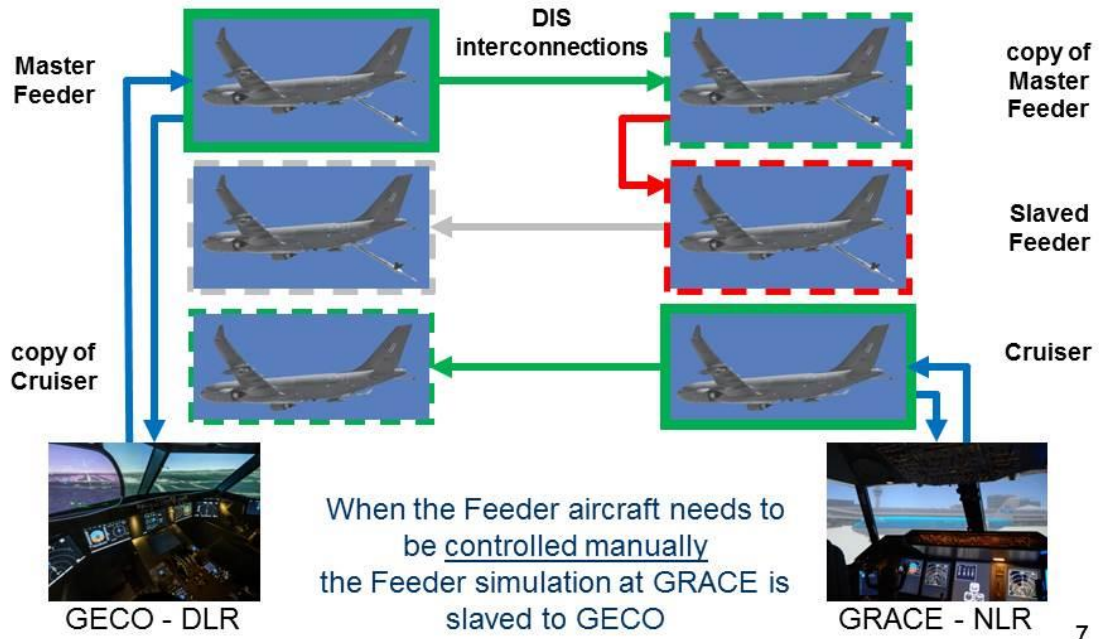 DIS
interconnections
Master
Feeder
copy of
Master
Feeder
Slaved
Feeder
copy of
Cruiser
Cruiser
When the Feeder aircraft needs to
be controlled manually
the Feeder simulation at GRACE is
slaved to GECO
GECO - DLR
GRACE - NLR
7